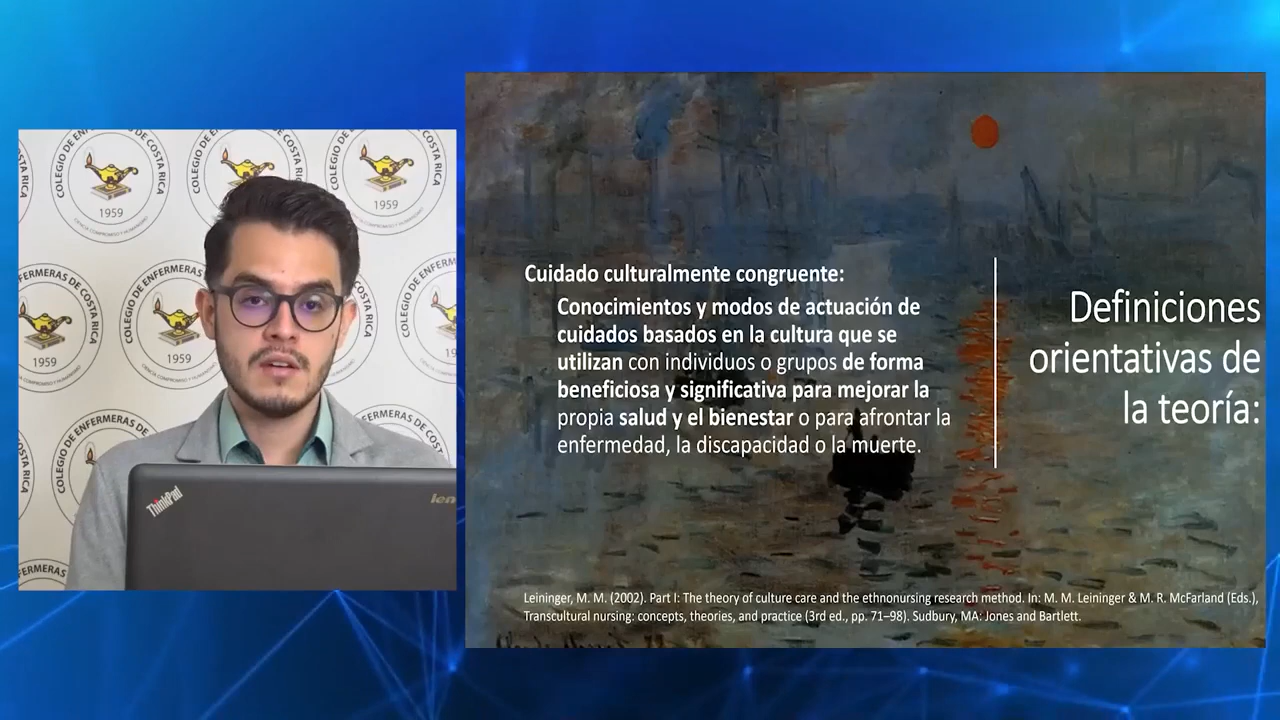 COLEGIO DE ENFERMERAS DE COSTA RICA
1959
CIENCIA COMPROMISO Y HUMANISMO
ThinkPad
len
Cuidado culturalmente congruente:
Conocimientos y modos de actuación de
cuidados basados en la cultura que se
utilizan con individuos o grupos de forma
beneficiosa y significativa para mejorar la
propia salud y el bienestar o para afrontar la
enfermedad, la discapacidad o la muerte.
Definiciones
orientativas de
la teoría:
Leininger, M. M. (2002). Part I: The theory of culture care and the ethnonursing research method. In: M. M. Leininger & M. R. McFarland (Eds.),
Transcultural nursing: concepts, theories, and practice (3rd ed., pp. 71–98). Sudbury, MA: Jones and Bartlett.